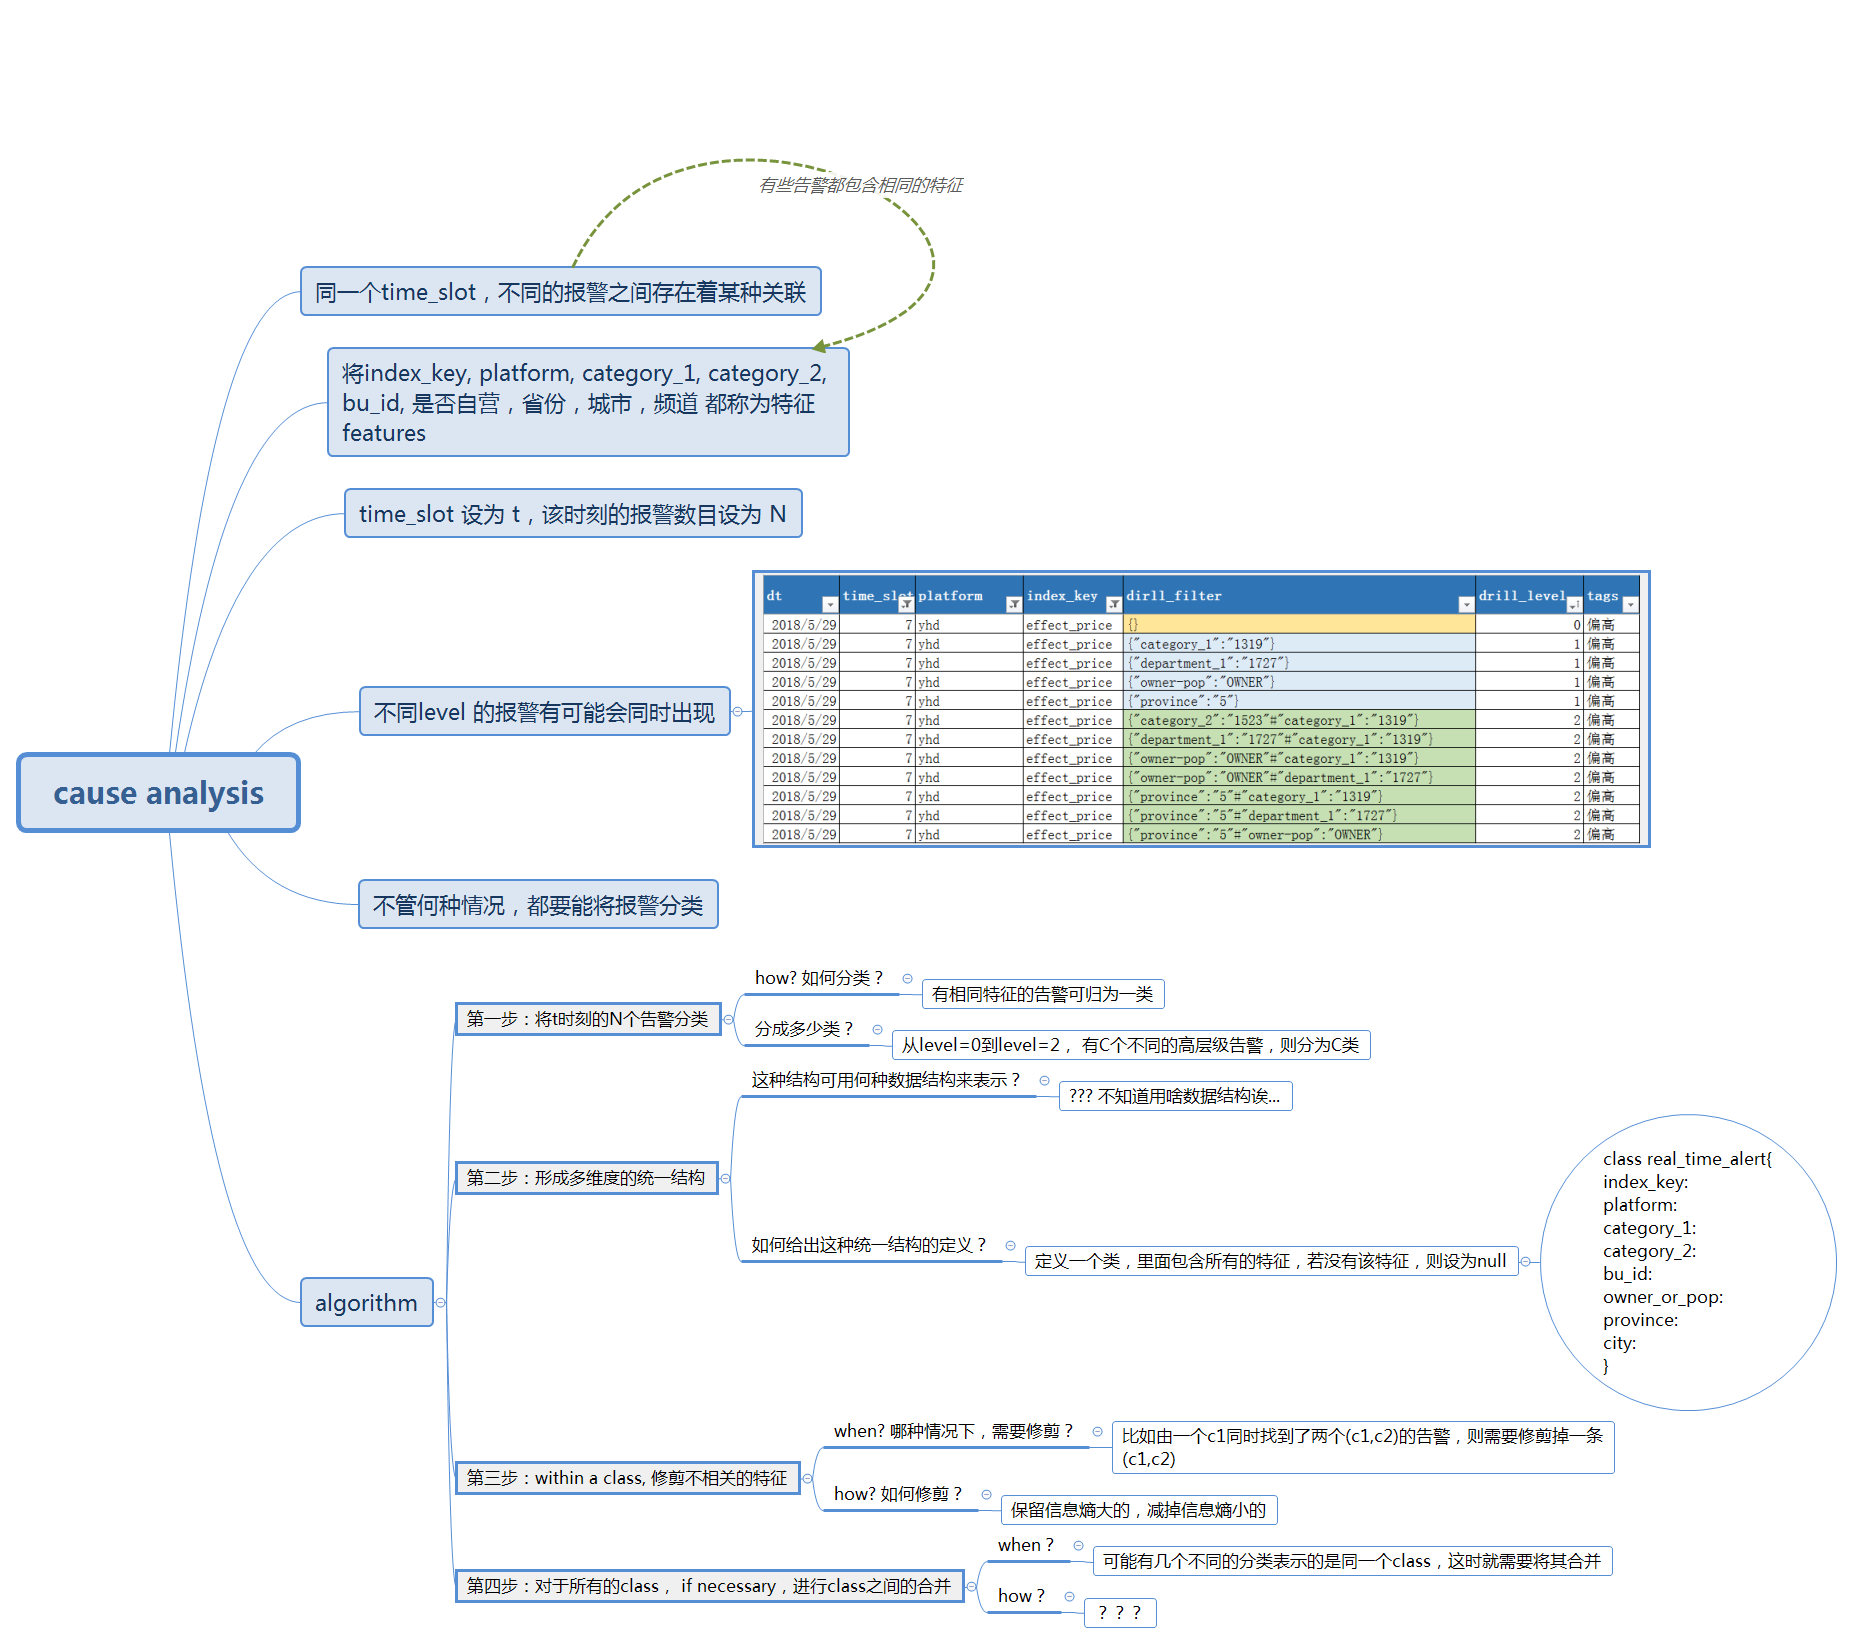 有些告警都包含相同的特征
同一个time_slot，不同的报警之间存在着某种关联
将index_key, platform, category_1, category_2,
bu_id, 是否自营，省份，城市，频道 都称为特征
features
time_slot 设为 t，该时刻的报警数目设为 N
不同level 的报警有可能会同时出现
dt time_slot platform index_key dirll_filter drill_level tags
2018/5/29 7 yhd effect_price {} 0 偏高
2018/5/29 7 yhd effect_price {"category_1":"1319"} 1 偏高
2018/5/29 7 yhd effect_price {"department_1":"1727"} 1 偏高
2018/5/29 7 yhd effect_price {"owner-pop":"OWNER"} 1 偏高
2018/5/29 7 yhd effect_price {"province":"5"} 1 偏高
2018/5/29 7 yhd effect_price {"category_2":"1523"#"category_1":"1319"} 2 偏高
2018/5/29 7 yhd effect_price {"department_1":"1727"#"category_1":"1319"} 2 偏高
2018/5/29 7 yhd effect_price {"owner-pop":"OWNER"#"category_1":"1319"} 2 偏高
2018/5/29 7 yhd effect_price {"owner-pop":"OWNER"#"department_1":"1727"} 2 偏高
2018/5/29 7 yhd effect_price {"province":"5"#"category_1":"1319"} 2 偏高
2018/5/29 7 yhd effect_price {"province":"5"#"department_1":"1727"} 2 偏高
2018/5/29 7 yhd effect_price {"province":"5"#"owner-pop":"OWNER"} 2 偏高
cause analysis
不管何种情况，都要能将报警分类
algorithm
第一步：将t时刻的N个告警分类
how? 如何分类？
有相同特征的告警可归为一类
分成多少类？
从level=0到level=2， 有C个不同的高层级告警，则分为C类
第二步：形成多维度的统一结构
这种结构可用何种数据结构来表示？
??? 不知道用啥数据结构诶...
如何给出这种统一结构的定义？
定义一个类，里面包含所有的特征，若没有该特征，则设为null
class real_time_alert{
index_key:
platform:
category_1:
category_2:
bu_id:
owner_or_pop:
province:
city:
}
第三步：within a class, 修剪不相关的特征
when? 哪种情况下，需要修剪？
比如由一个c1同时找到了两个(c1,c2)的告警，则需要修剪掉一条
(c1,c2)
how? 如何修剪？
保留信息熵大的，减掉信息熵小的
第四步：对于所有的class， if necessary，进行class之间的合并
when？
可能有几个不同的分类表示的是同一个class，这时就需要将其合并
how？
？？？